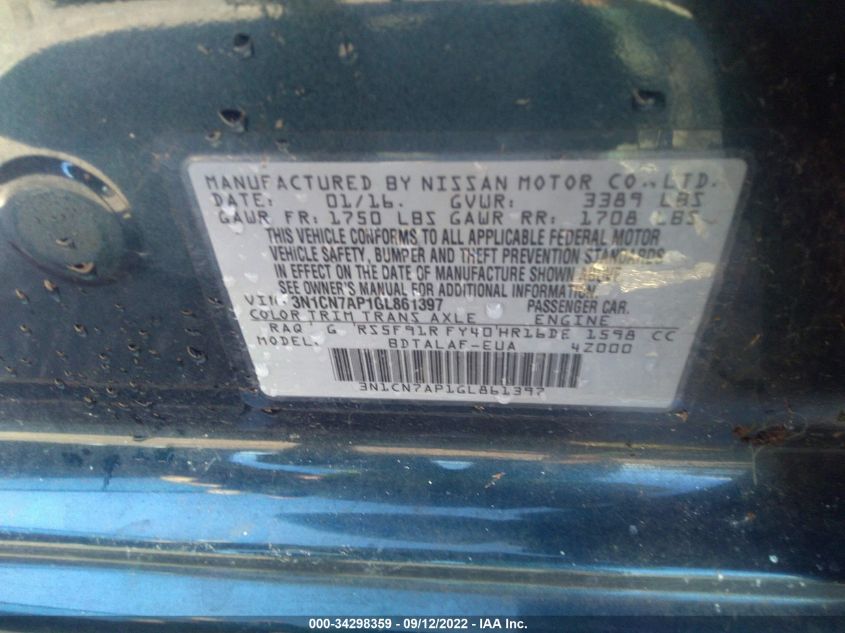 MANUFACTURED BY NISSAN MOTOR CO., LTD.
DATE: 01/16. GVWR: 3389 LBS
GAWR FR: 1750 LBS GAWR RR: 1708 LBS
THIS VEHICLE CONFORMS TO ALL APPLICABLE FEDERAL MOTOR
VEHICLE SAFETY, BUMPER AND THEFT PREVENTION STANDARDS
IN EFFECT ON THE DATE OF MANUFACTURE SHOWN ABOVE.
SEE OWNER'S MANUAL FOR ADDITIONAL INFORMATION.
VIN: 3N1CN7AP1GL861397 PASSENGER CAR.
COLOR TRIM TRANS AXLE ENGINE
RAQ G RS5F91R FY40 HR16DE 1598 CC
MODEL: BDTALAF-EUA 4Z000
3N1CN7AP1GL861397
000-34298359 - 09/12/2022 - IAA Inc.